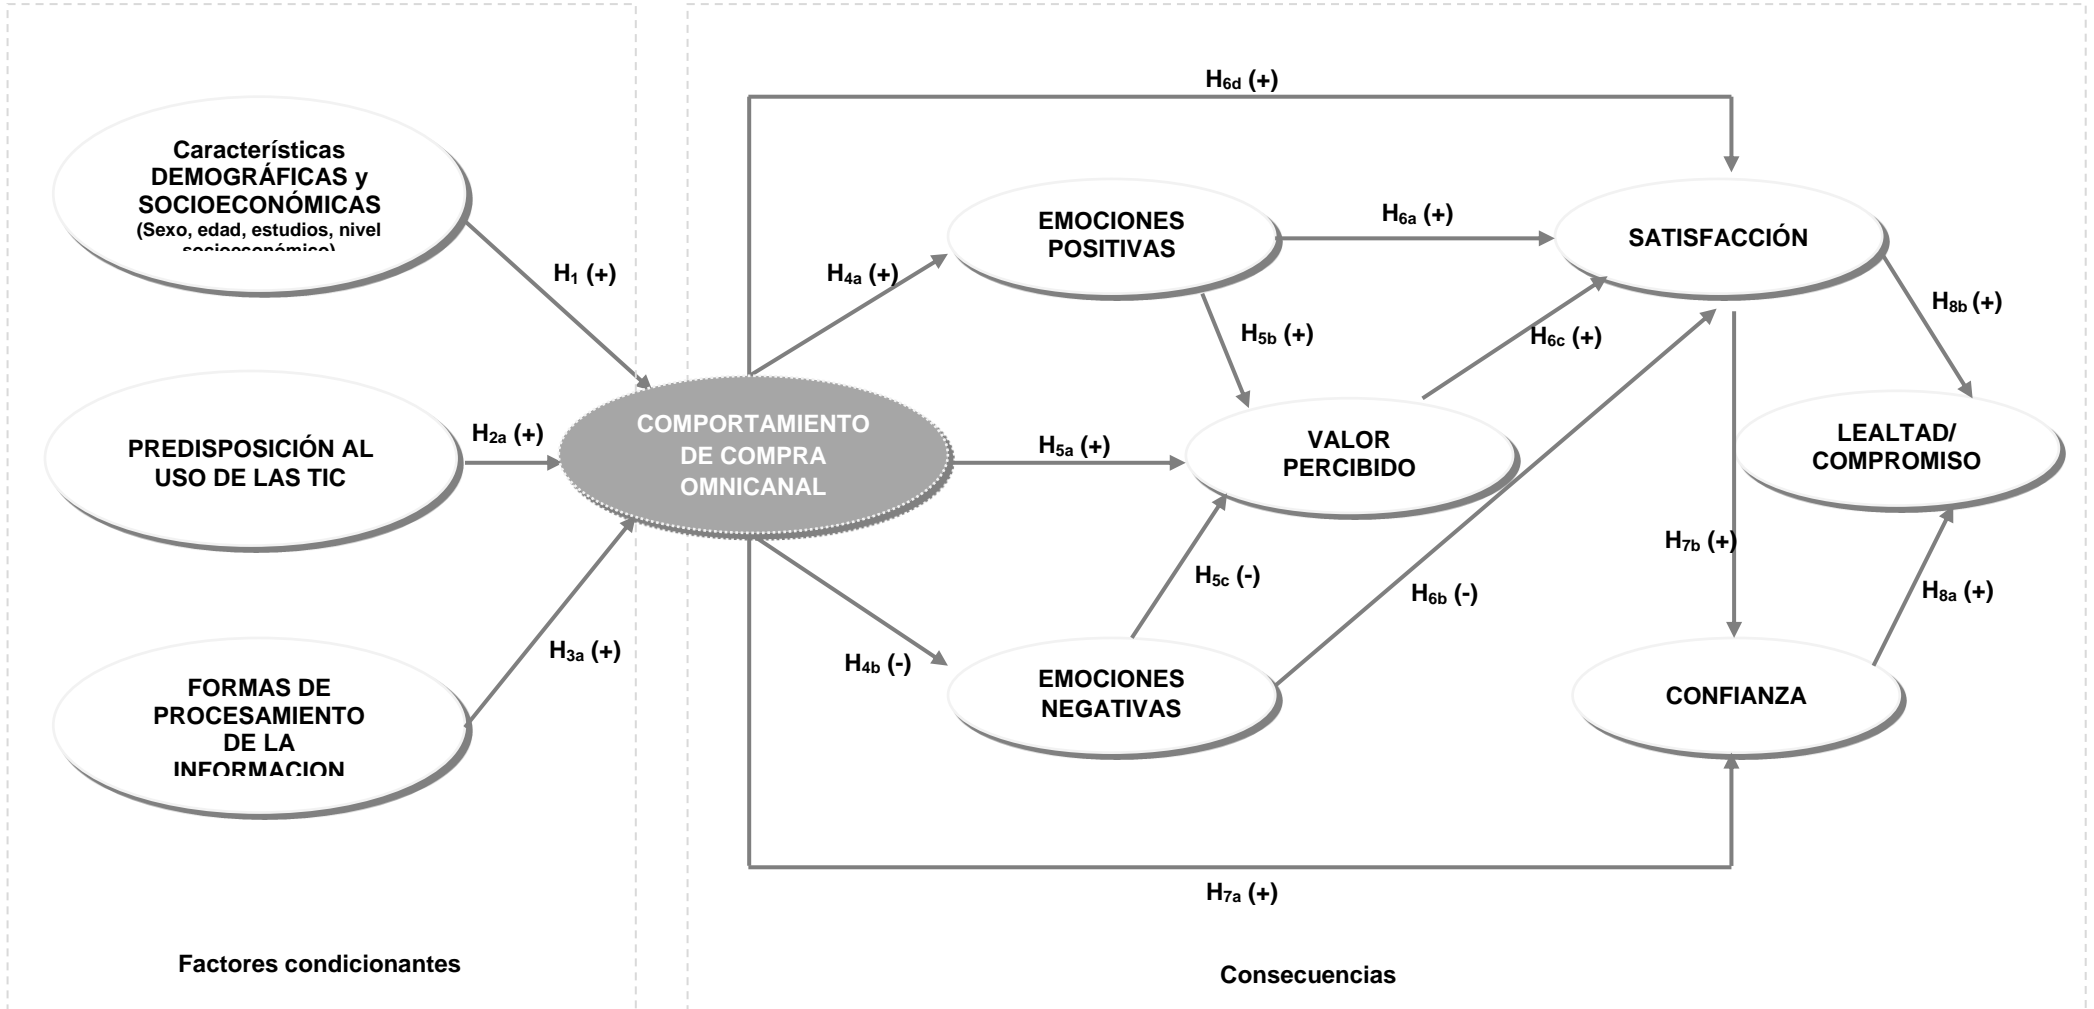 H6d (+)
Características
DEMOGRÁFICAS y
SOCIOECONÓMICAS
(Sexo, edad, estudios, nivel
socioeconómico)
H1 (+)
H4a (+)
EMOCIONES
POSITIVAS
H6a (+)
SATISFACCIÓN
H5b (+)
H6c (+)
H8b (+)
PREDISPOSICIÓN AL
USO DE LAS TIC
H2a (+)
COMPORTAMIENTO
DE COMPRA
OMNICANAL
H5a (+)
VALOR
PERCIBIDO
LEALTAD/
COMPROMISO
H7b (+)
H5c (-)
H6b (-)
H8a (+)
H3a (+)
H4b (-)
FORMAS DE
PROCESAMIENTO
DE LA
INFORMACION
EMOCIONES
NEGATIVAS
CONFIANZA
H7a (+)
Factores condicionantes
Consecuencias